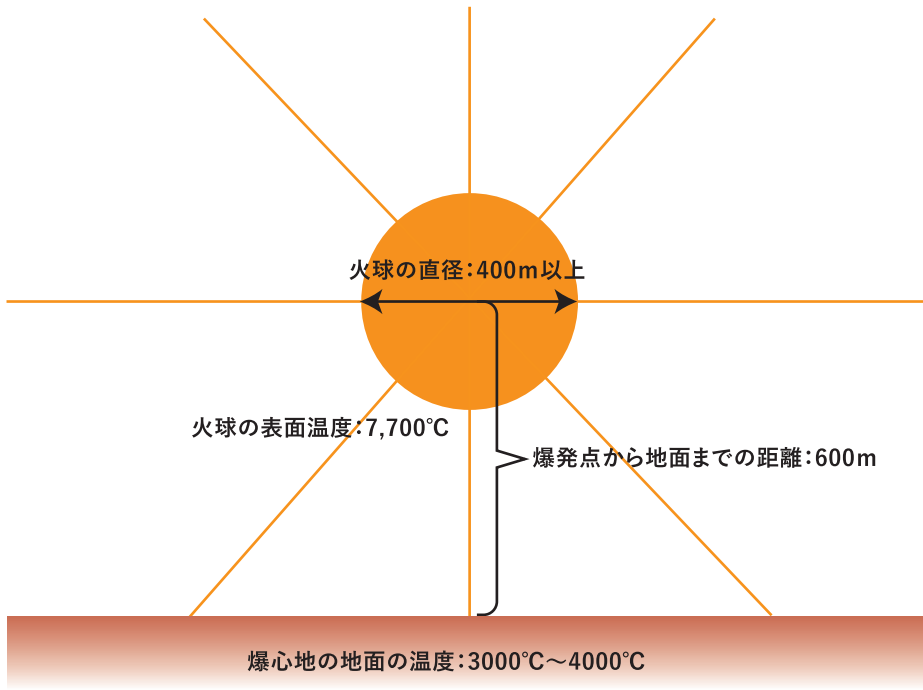 火球の直径：400m以上
火球の表面温度：7,700℃
爆発点から地面までの距離：600m
爆心地の地面の温度：3000℃～4000℃